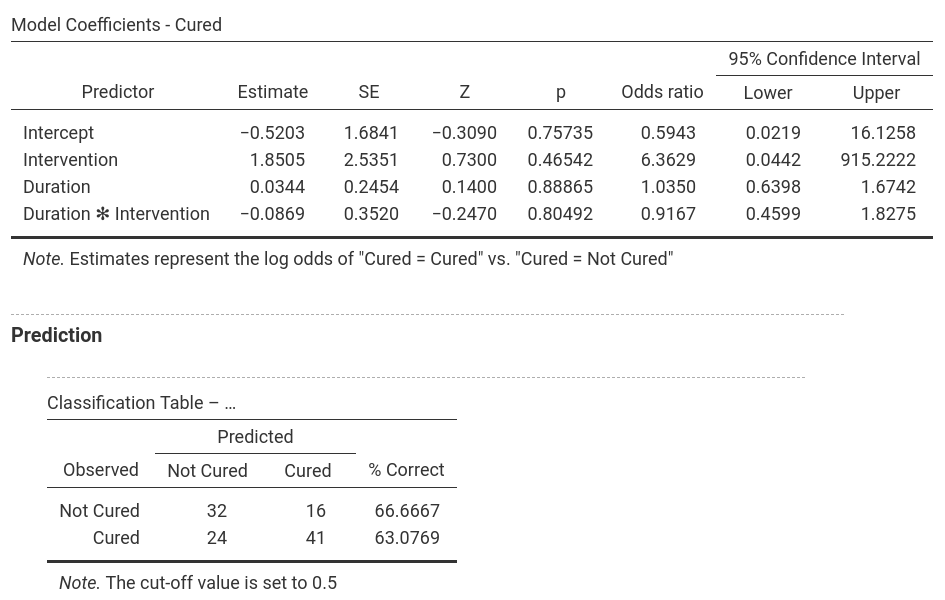 Model Coefficients - Cured
95% Confidence Interval
Predictor Estimate SE Z p Odds ratio Lower Upper
Intercept −0.5203 1.6841 −0.3090 0.75735 0.5943 0.0219 16.1258
Intervention 1.8505 2.5351 0.7300 0.46542 6.3629 0.0442 915.2222
Duration 0.0344 0.2454 0.1400 0.88865 1.0350 0.6398 1.6742
Duration ✻ Intervention −0.0869 0.3520 −0.2470 0.80492 0.9167 0.4599 1.8275
Note. Estimates represent the log odds of "Cured = Cured" vs. "Cured = Not Cured"
Prediction
Classification Table – …
Predicted
Observed Not Cured Cured % Correct
Not Cured 32 16 66.6667
Cured 24 41 63.0769
Note. The cut-off value is set to 0.5